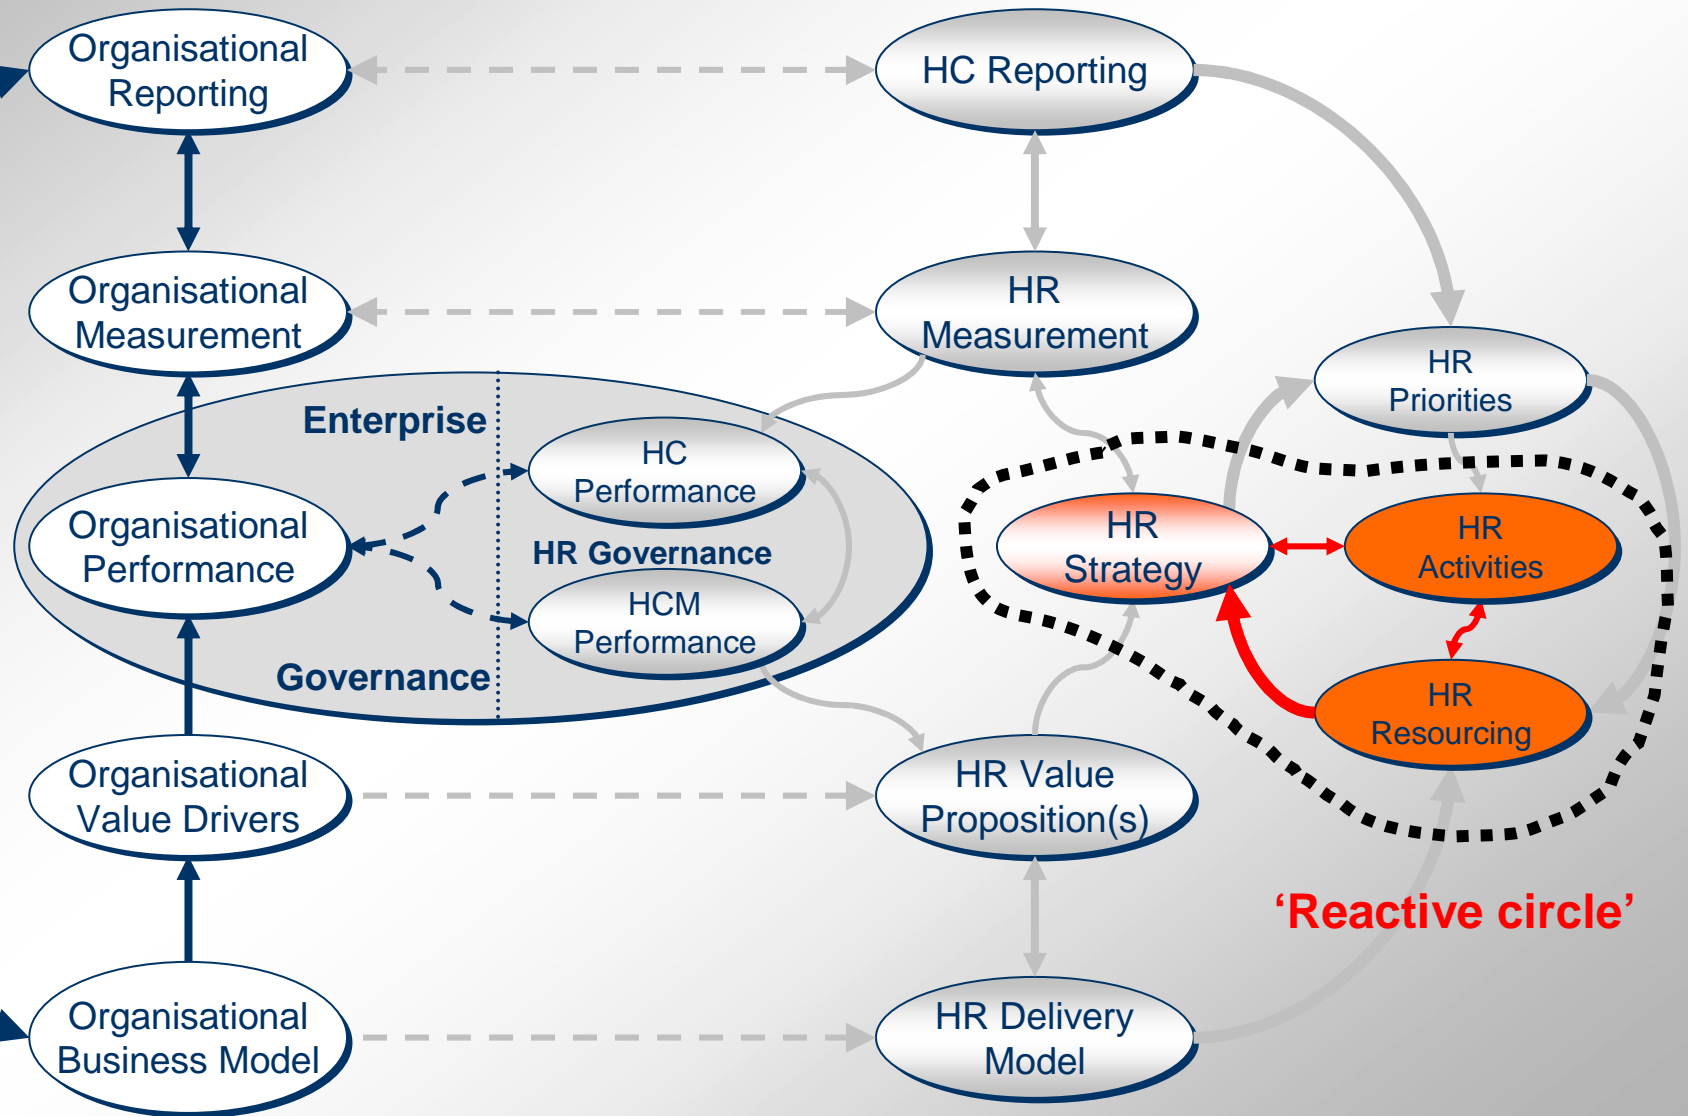 Organisational
Reporting
HC Reporting
Organisational
Measurement
HR
Measurement
HR
Priorities
Enterprise
HC
Performance
Organisational
Performance
HR Governance
HR
Strategy
HR
Activities
HCM
Performance
Governance
HR
Resourcing
Organisational
Value Drivers
HR Value
Proposition(s)
‘Reactive circle’
Organisational
Business Model
HR Delivery
Model